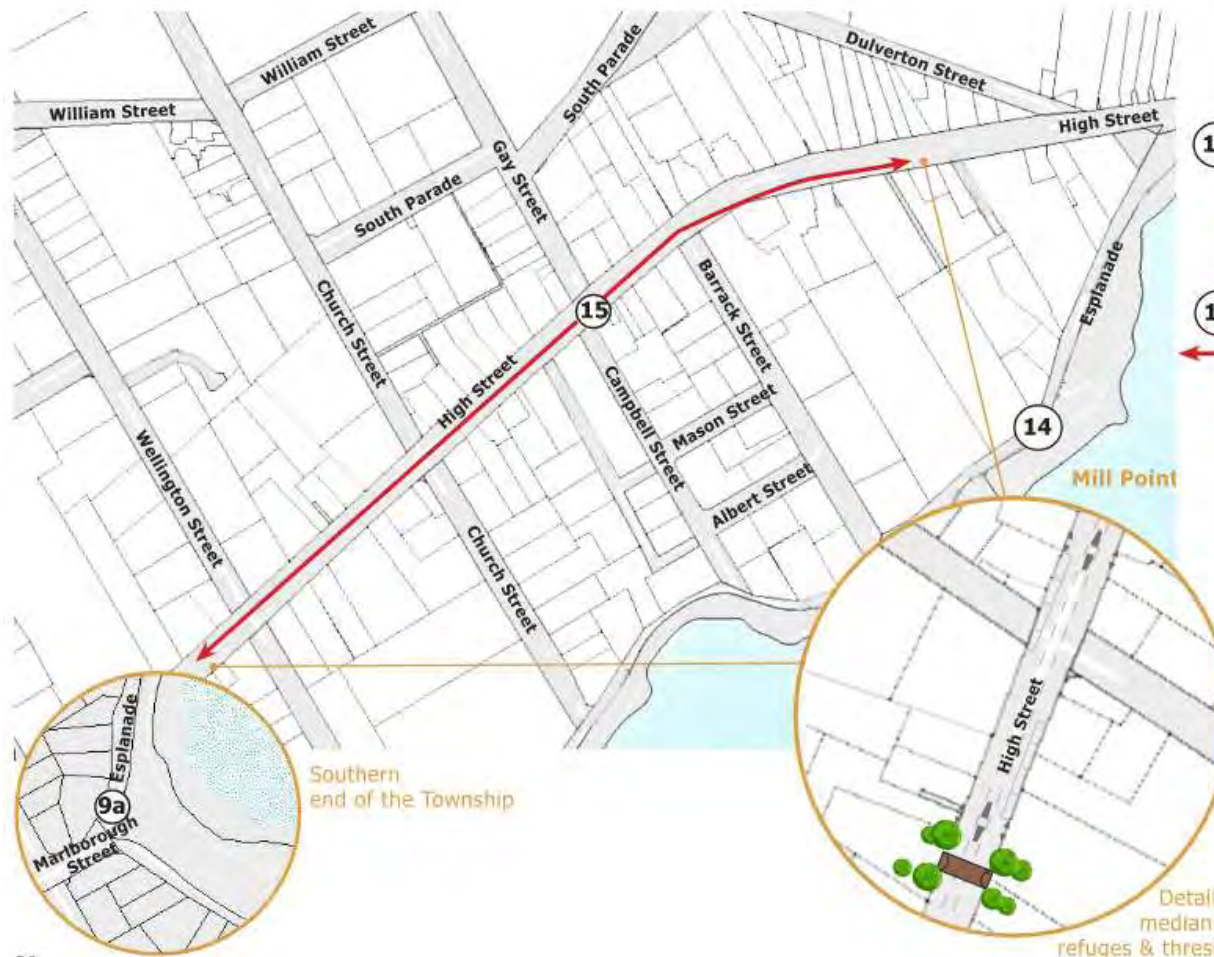 William Street
William Street
South Parade
Dulverton Street
High Street
Gay Street
South Parade
Church Street
Barrack Street
Esplanade
15
High Street
Campbell Street
Mason Street
14
Wellington Street
Albert Street
Mill Point
Church Street
Esplanade
High Street
Southern
end of the Township
9a
Marlborough
Street
Detail
median
refuges &